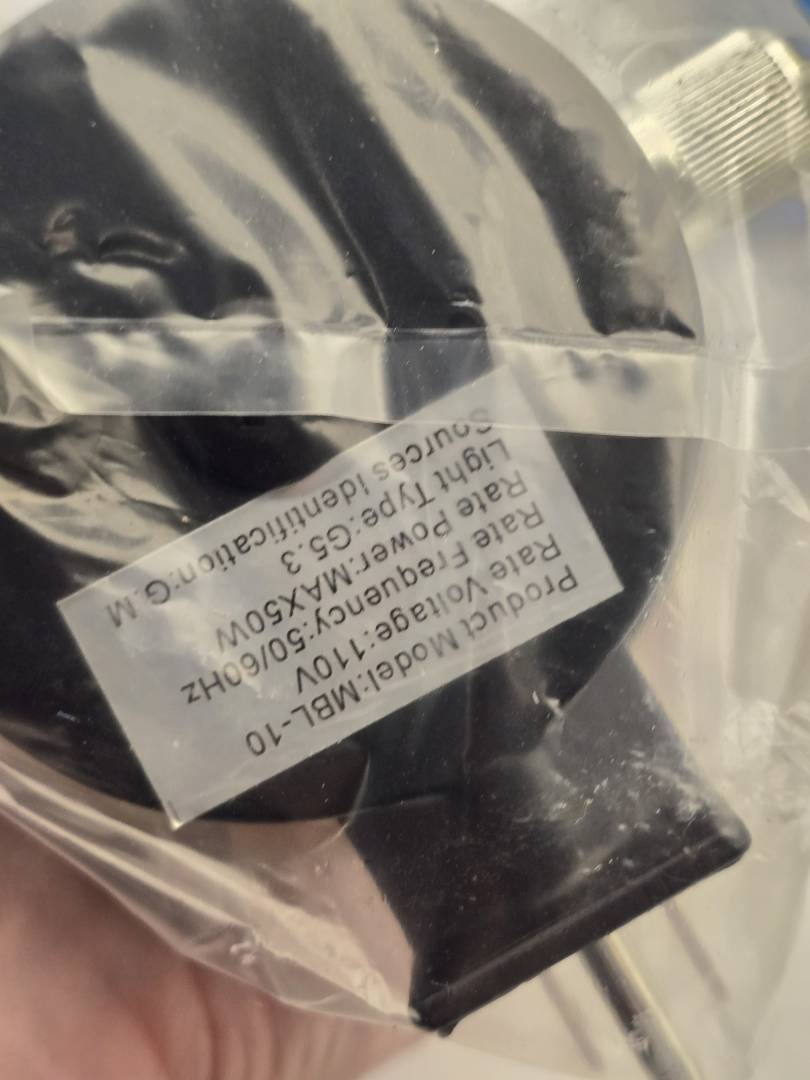 Product Model:MBL-10
Rate Voltage:110V
Rate Frequency:50/60Hz
Rate Power:MAX50W
Light Type:G5.3
Sources identification:G.M